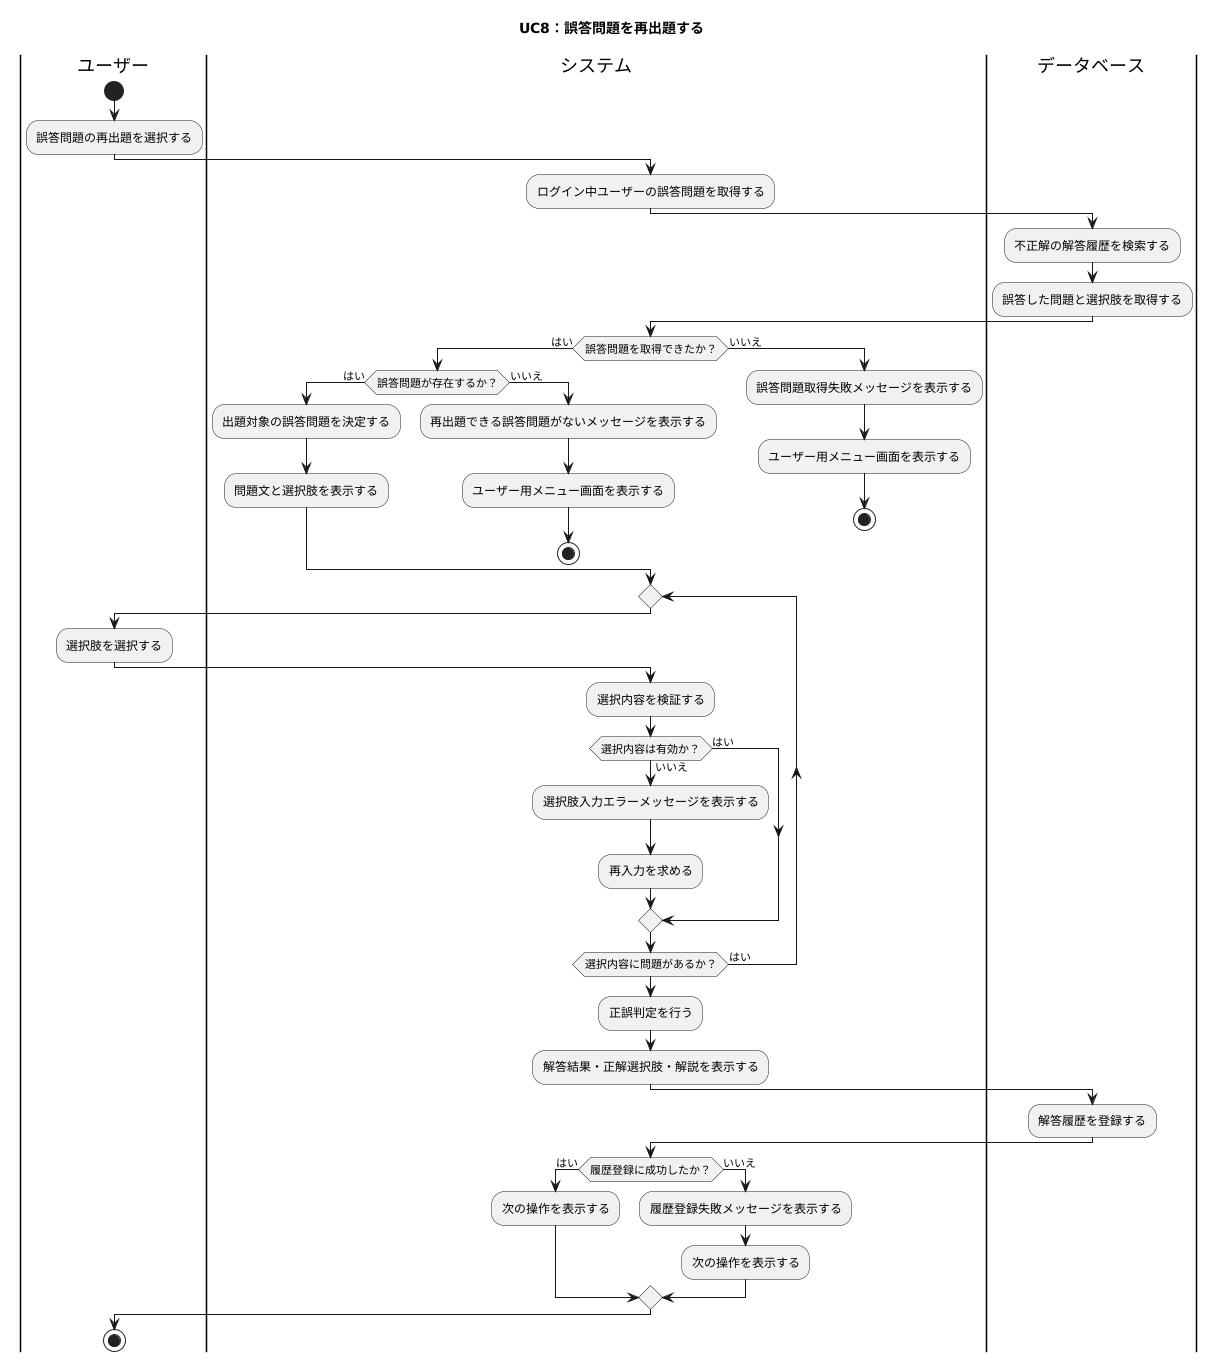 UC8：誤答問題を再出題する
ユーザー
システム
データベース
誤答問題の再出題を選択する
ログイン中ユーザーの誤答問題を取得する
不正解の解答履歴を検索する
誤答した問題と選択肢を取得する
はい
誤答問題を取得できたか？
いいえ
はい
誤答問題が存在するか？
いいえ
誤答問題取得失敗メッセージを表示する
出題対象の誤答問題を決定する
再出題できる誤答問題がないメッセージを表示する
ユーザー用メニュー画面を表示する
問題文と選択肢を表示する
ユーザー用メニュー画面を表示する
選択肢を選択する
選択内容を検証する
選択内容は有効か？
はい
いいえ
選択肢入力エラーメッセージを表示する
再入力を求める
選択内容に問題があるか？
はい
正誤判定を行う
解答結果・正解選択肢・解説を表示する
解答履歴を登録する
はい
履歴登録に成功したか？
いいえ
次の操作を表示する
履歴登録失敗メッセージを表示する
次の操作を表示する